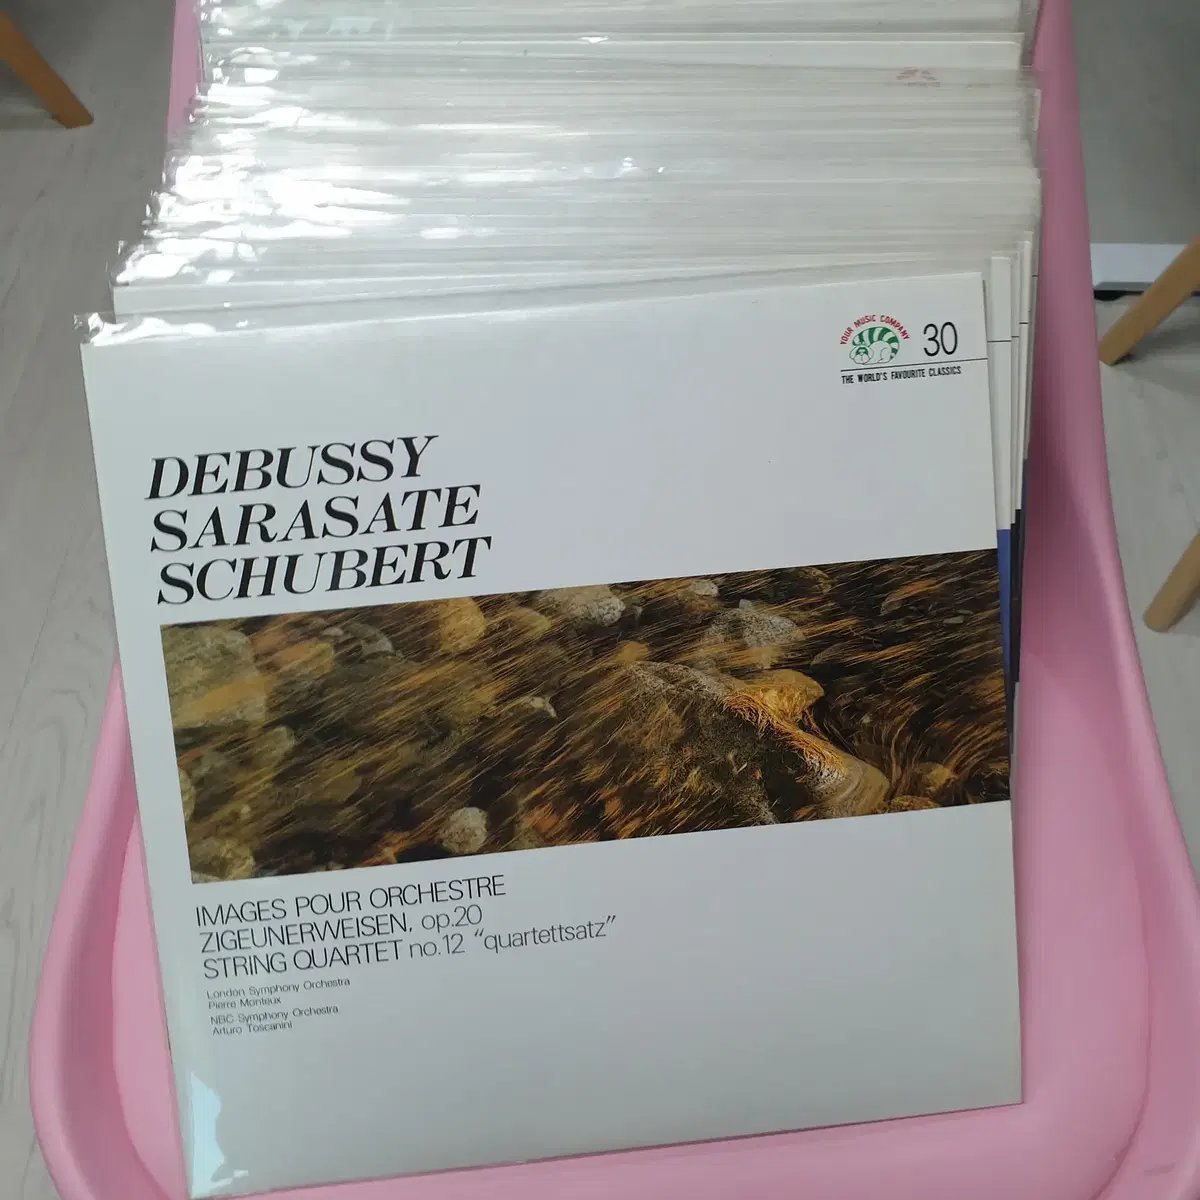 YOUR MUSIC COMPANY
30
THE WORLD'S FAVOURITE CLASSICS
DEBUSSY
SARASATE
SCHUBERT
IMAGES POUR ORCHESTRE
ZIGEUNERWEISEN, op.20
STRING QUARTET no.12 “quartettsatz”
London Symphony Orchestra
Pierre Monteux
NBC Symphony Orchestra
Arturo Toscanini